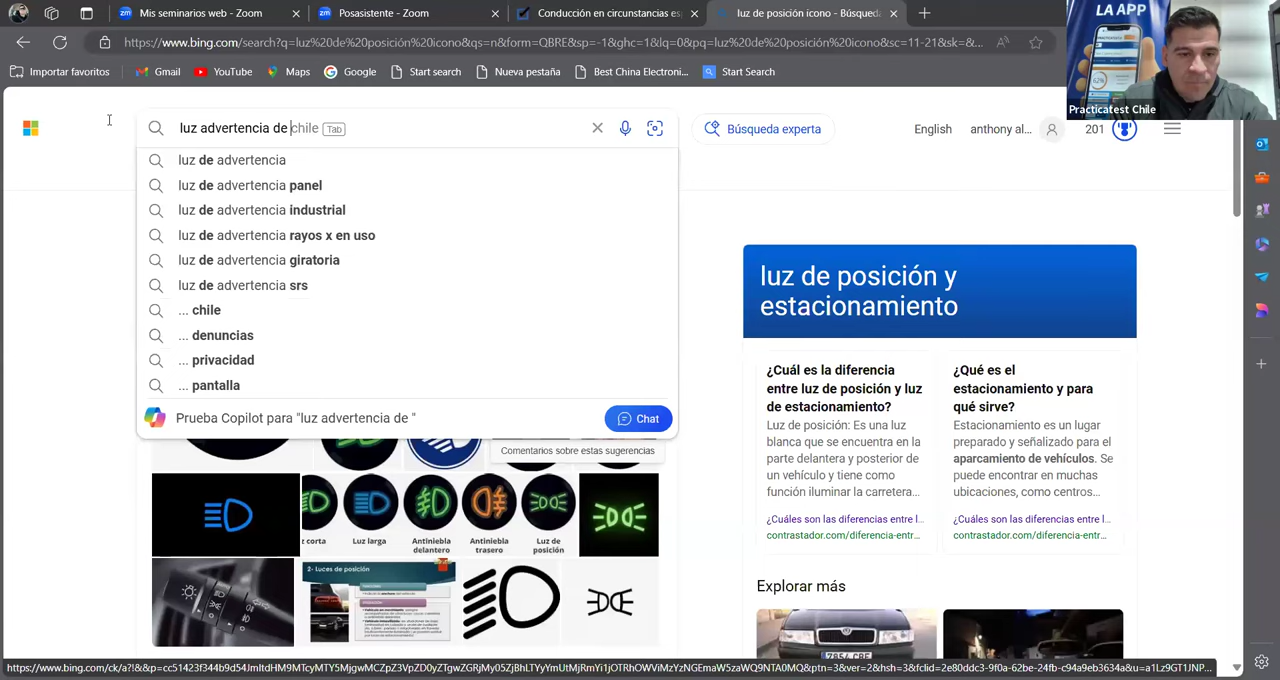 Mis seminarios web - Zoom
Posasistente - Zoom
Conducción en circunstancias es
luz de posición ícono - Búsqueda
https://www.bing.com/search?q=luz%20de%20posición%20icono&qs=n&form=QBRE&sp=-1&ghc=1&lq=0&pq=luz%20de%20posición%20icono&sc=11-21&sk=&...
Importar favoritos
Gmail
YouTube
Maps
Google
Start search
Nueva pestaña
Best China Electroni...
Start Search
LA APP
62%
Practicatest Chile
luz advertencia de chile Tab
Búsqueda experta
English
anthony al...
201
luz de advertencia
luz de advertencia panel
luz de advertencia industrial
luz de advertencia rayos x en uso
luz de advertencia giratoria
luz de advertencia srs
... chile
... denuncias
... privacidad
... pantalla
Prueba Copilot para "luz advertencia de "
Chat
Comentarios sobre estas sugerencias
luz de posición y
estacionamiento
¿Cuál es la diferencia
entre luz de posición y luz
de estacionamiento?
Luz de posición: Es una luz
blanca que se encuentra en la
parte delantera y posterior de
un vehículo y tiene como
función iluminar la carretera...
¿Cuáles son las diferencias entre l...
contrastador.com/diferencia-entr...
¿Qué es el
estacionamiento y para
qué sirve?
Estacionamiento es un lugar
preparado y señalizado para el
aparcamiento de vehículos. Se
puede encontrar en muchas
ubicaciones, como centros...
¿Cuáles son las diferencias entre l...
contrastador.com/diferencia-entr...
z corta
Luz larga
Antiniebla
delantero
Antiniebla
trasero
Luz de
posición
2- Luces de posición
Explorar más